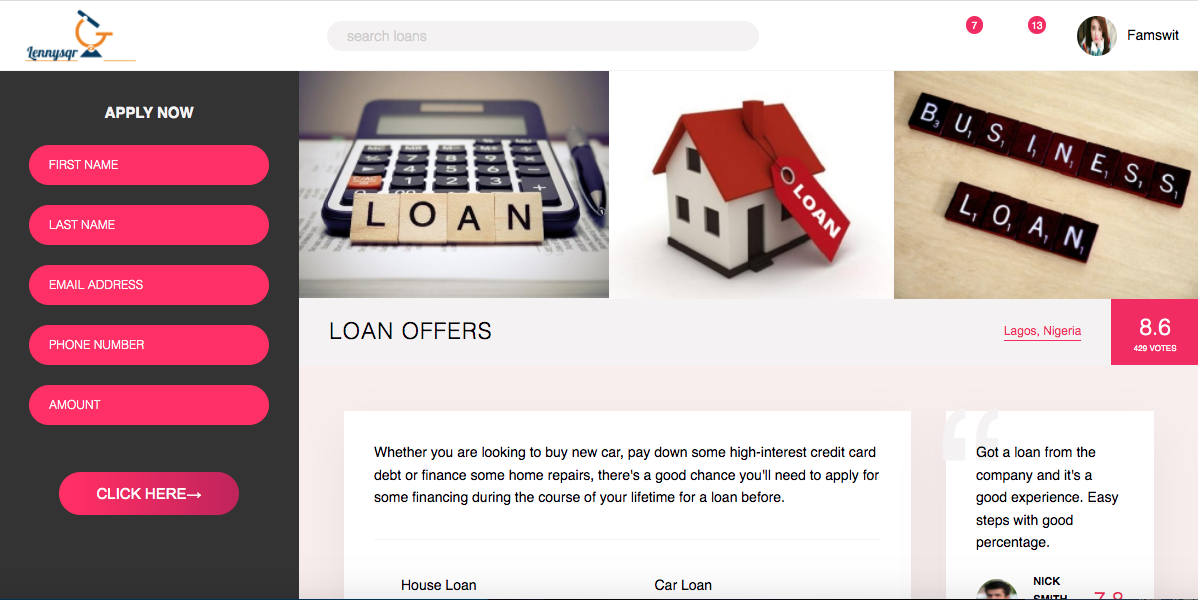 Lennysqr
search loans
7
13
Famswit
APPLY NOW
FIRST NAME
LAST NAME
EMAIL ADDRESS
PHONE NUMBER
AMOUNT
CLICK HERE→
LOAN
LOAN
BUSINESS
LOAN
LOAN OFFERS
Lagos, Nigeria
8.6
429 VOTES
Whether you are looking to buy new car, pay down some high-interest credit card
debt or finance some home repairs, there's a good chance you'll need to apply for
some financing during the course of your lifetime for a loan before.
House Loan
Car Loan
“
Got a loan from the
company and it's a
good experience. Easy
steps with good
percentage.
NICK
SMITH
7.8